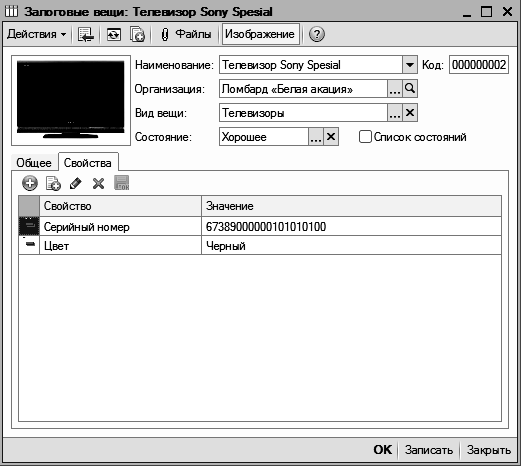 Залоговые вещи: Телевизор Sony Spesial
Действия Файлы Изображение
Наименование: Телевизор Sony Spesial Код: 000000002
Организация: Ломбард «Белая акация» ...
Вид вещи: Телевизоры ...
Состояние: Хорошее ... Список состояний
Общее Свойства
Свойство Значение
Серийный номер 67389000000101010100
Цвет Черный
OK Записать Закрыть